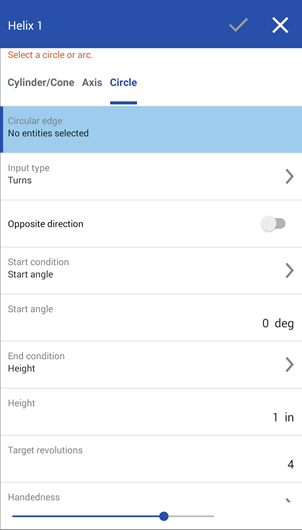 Helix 1
Select a circle or arc.
Cylinder/Cone Axis Circle
Circular edge
No entities selected
Input type
Turns
Opposite direction
Start condition
Start angle
Start angle
0 deg
End condition
Height
Height
1 in
Target revolutions
4
Handedness